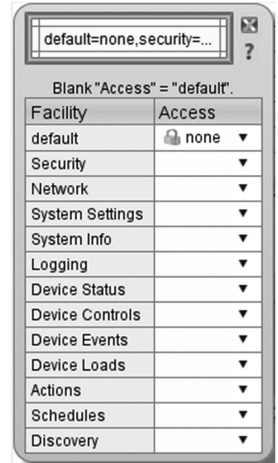 default=none,security=...
?
Blank "Access" = "default".
Facility Access
default none
Security
Network
System Settings
System Info
Logging
Device Status
Device Controls
Device Events
Device Loads
Actions
Schedules
Discovery